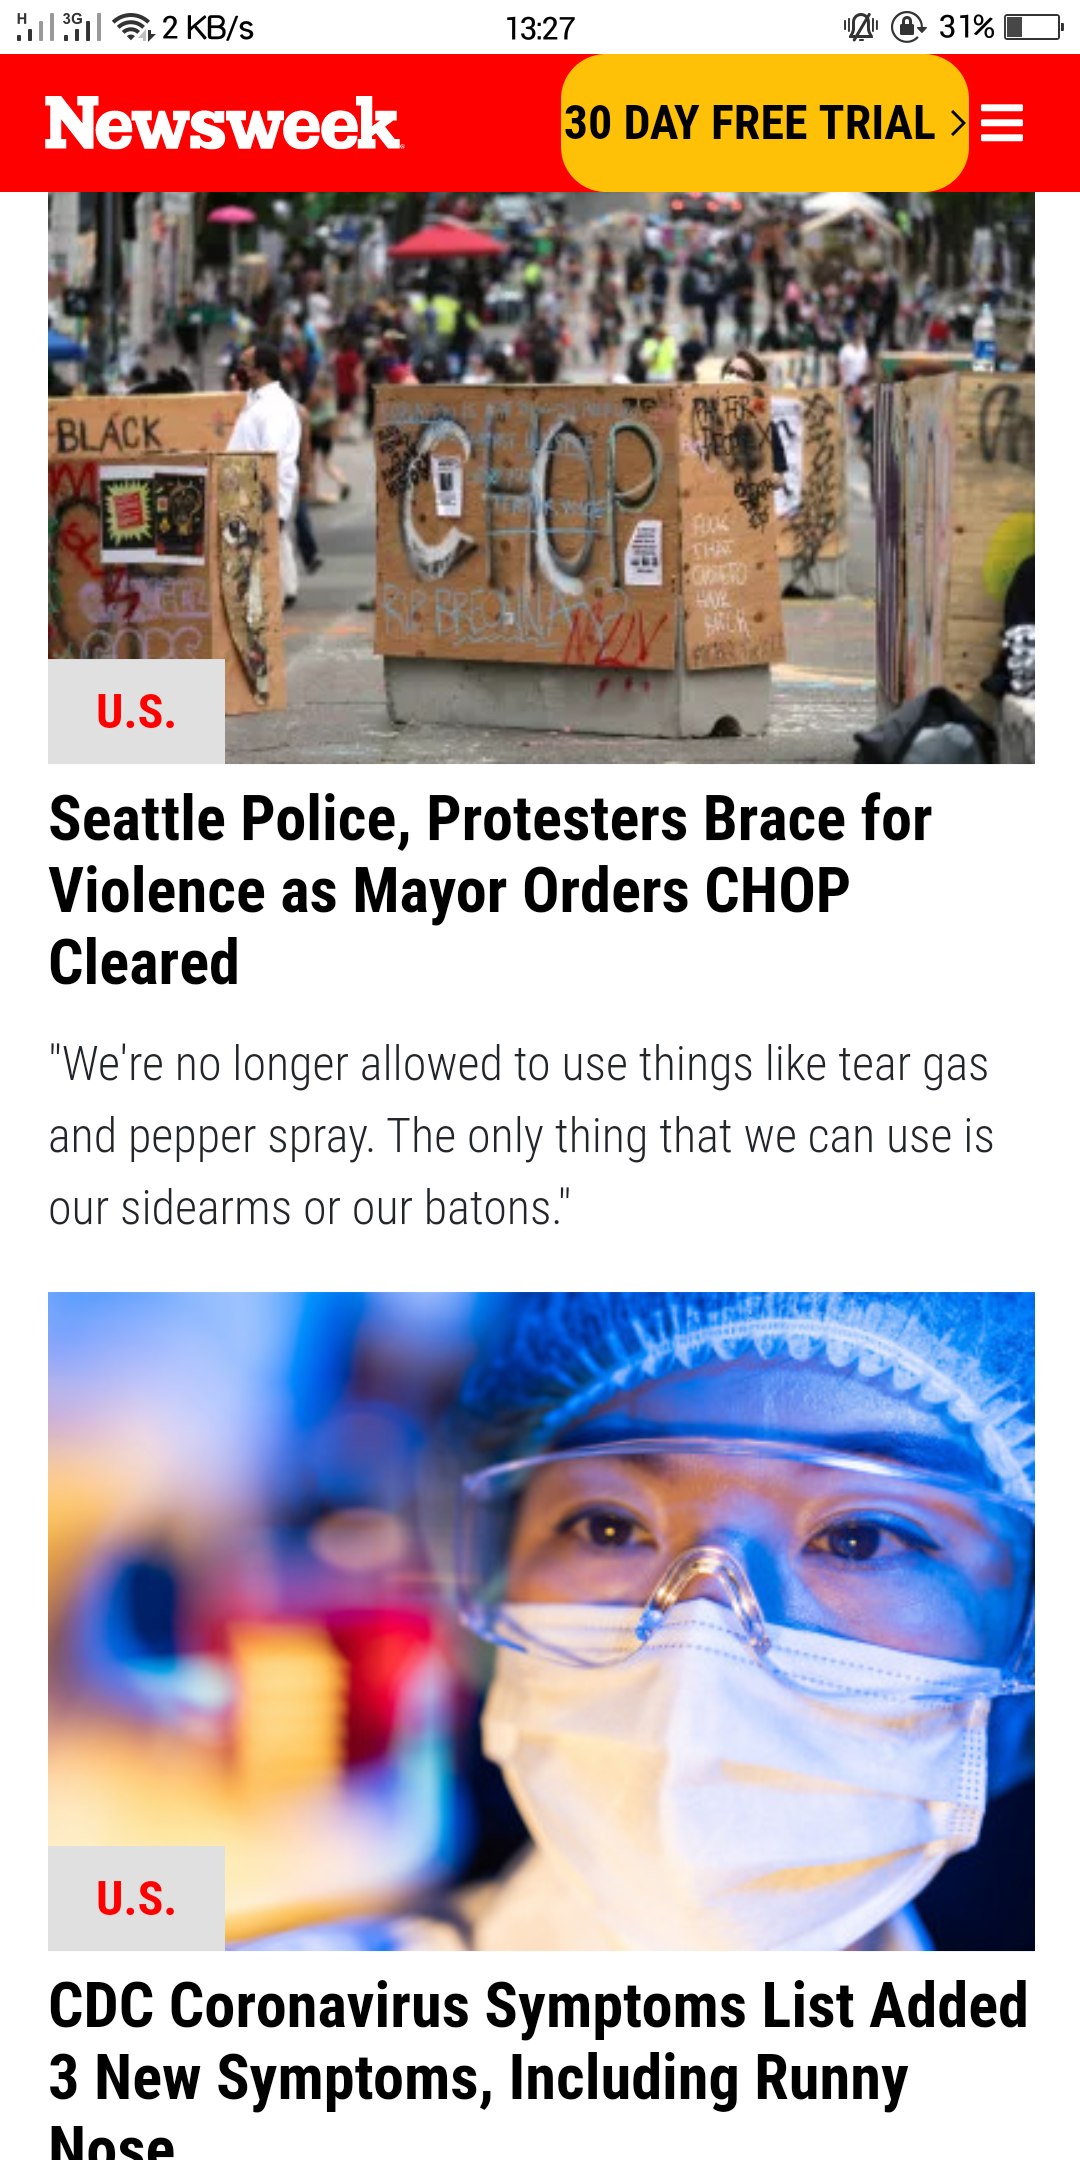 H 3G 2 KB/s 13:27 31%
Newsweek
30 DAY FREE TRIAL >
BLACK
CHOP
U.S.
Seattle Police, Protesters Brace for
Violence as Mayor Orders CHOP
Cleared
"We're no longer allowed to use things like tear gas
and pepper spray. The only thing that we can use is
our sidearms or our batons."
U.S.
CDC Coronavirus Symptoms List Added
3 New Symptoms, Including Runny
Nose